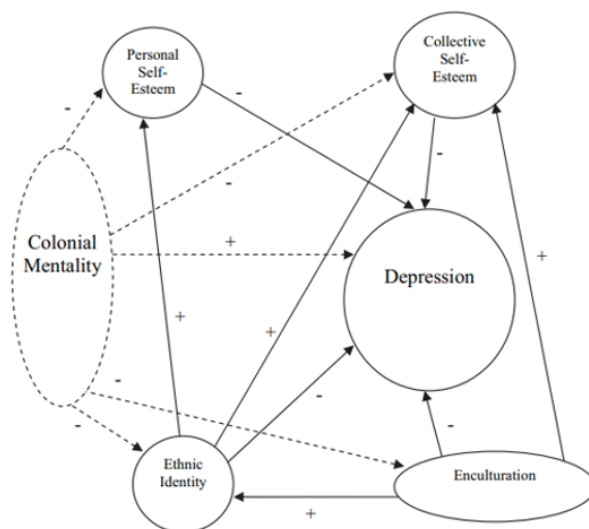 Personal
Self-
Esteem
Collective
Self-
Esteem
-
-
-
-
Colonial
Mentality
+
Depression
+
+
+
-
-
-
-
Ethnic
Identity
Enculturation
+